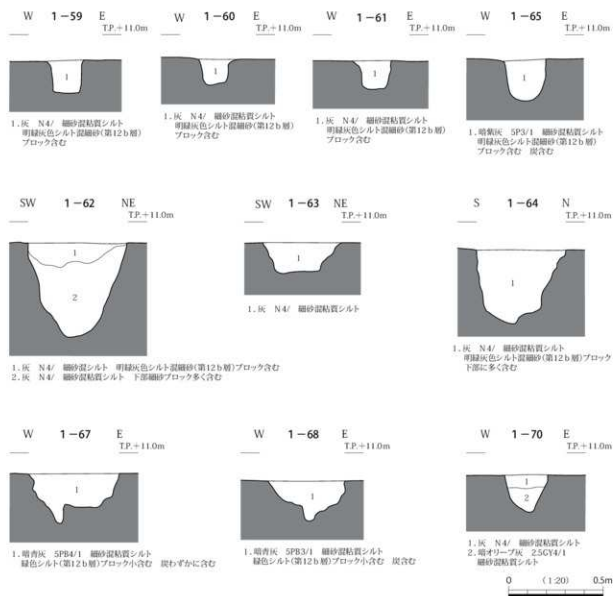 W 1-59 E
T.P.+11.0m
1
1. 灰 N4/ 細砂混粘質シルト
明緑灰色シルト混細砂(第12b層)
ブロック含む
W 1-60 E
T.P.+11.0m
1
1. 灰 N4/ 細砂混粘質シルト
明緑灰色シルト混細砂(第12b層)
ブロック含む
W 1-61 E
T.P.+11.0m
1
1. 灰 N4/ 細砂混粘質シルト
明緑灰色シルト混細砂(第12b層)
ブロック含む
W 1-65 E
T.P.+11.0m
1
1. 暗紫灰 5P3/1 細砂混粘質シルト
明緑灰色シルト混細砂(第12b層)
ブロック含む 炭含む
SW 1-62 NE
T.P.+11.0m
1
2
1. 灰 N4/ 細砂混シルト 明緑灰色シルト混細砂(第12b層)ブロック含む
2. 灰 N4/ 細砂混粘質シルト 下部細砂ブロック多く含む
SW 1-63 NE
T.P.+11.0m
1
1. 灰 N4/ 細砂混粘質シルト
S 1-64 N
T.P.+11.0m
1
1. 灰 N4/ 細砂混粘質シルト
明緑灰色シルト混細砂(第12b層)ブロック
下部に多く含む
W 1-67 E
T.P.+11.0m
1
1. 暗青灰 5PB4/1 細砂混粘質シルト
緑色シルト(第12b層)ブロック小含む 炭わずかに含む
W 1-68 E
T.P.+11.0m
1
1. 暗青灰 5PB3/1 細砂混粘質シルト
緑色シルト(第12b層)ブロック小含む 炭含む
W 1-70 E
T.P.+11.0m
1
2
1. 灰 N4/ 細砂混粘質シルト
2. 暗オリーブ灰 2.5GY4/1
細砂混粘質シルト
0 (1:20) 0.5m